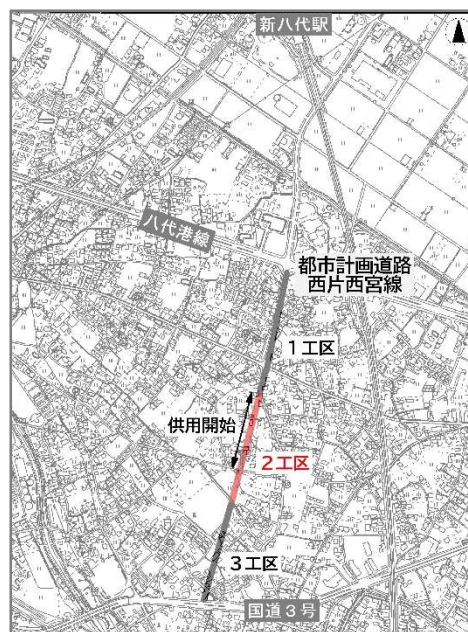 新八代駅
八代港線
都市計画道路
西片西宮線
1工区
供用開始
2工区
3工区
国道3号